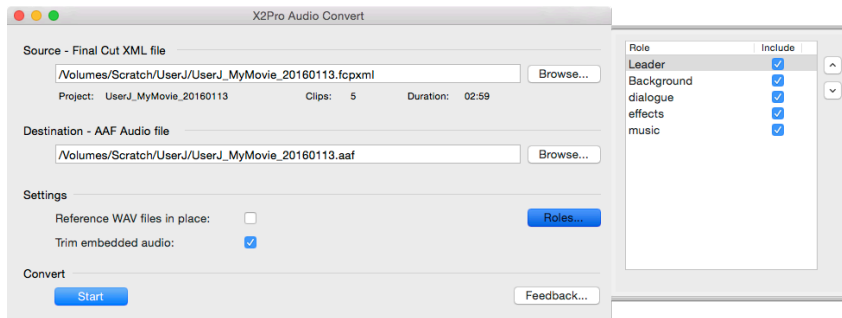 X2Pro Audio Convert
Source - Final Cut XML file
/Volumes/Scratch/UserJ/UserJ_MyMovie_20160113.fcpxml
Browse...
Project: UserJ_MyMovie_20160113 Clips: 5 Duration: 02:59
Destination - AAF Audio file
/Volumes/Scratch/UserJ/UserJ_MyMovie_20160113.aaf
Browse...
Settings
Reference WAV files in place:
Roles...
Trim embedded audio:
Convert
Start
Feedback...
Role Include
Leader
Background
dialogue
effects
music